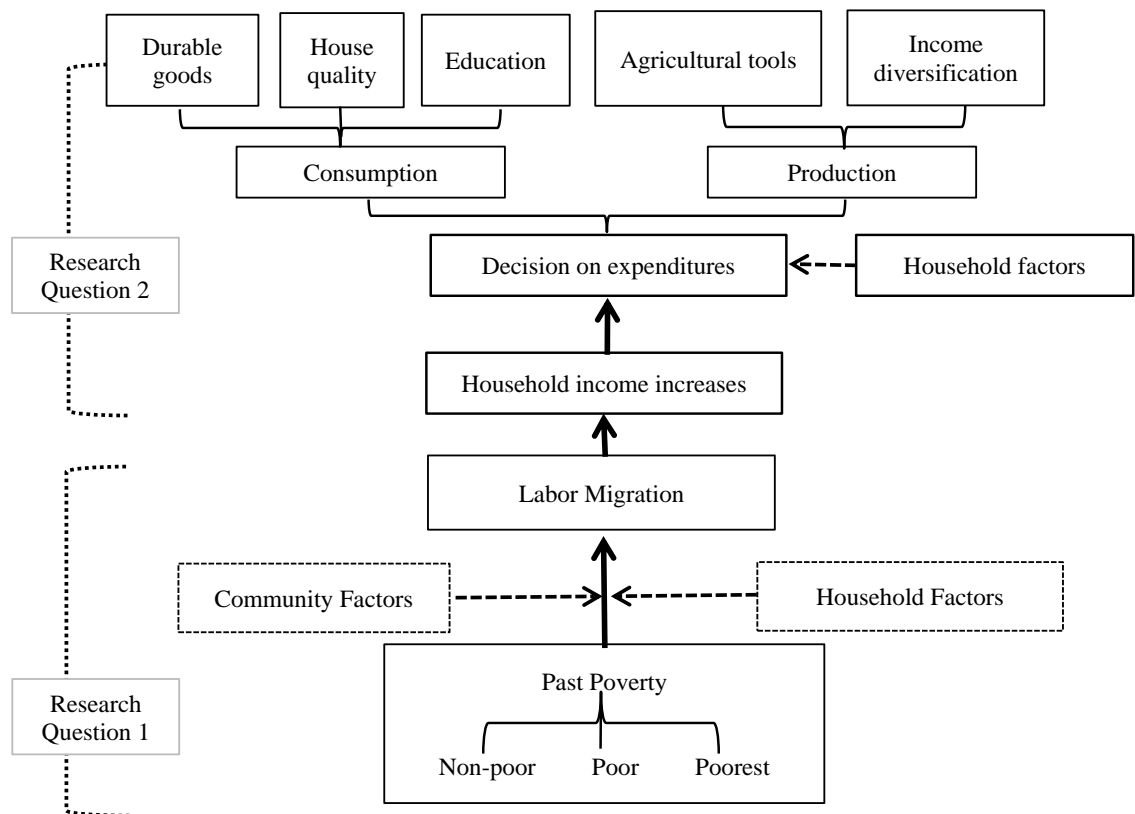 Durable
goods
House
quality
Education
Agricultural tools
Income
diversification
Consumption
Production
Research
Question 2
Decision on expenditures
Household factors
Household income increases
Labor Migration
Community Factors
Household Factors
Research
Question 1
Past Poverty
Non-poor
Poor
Poorest